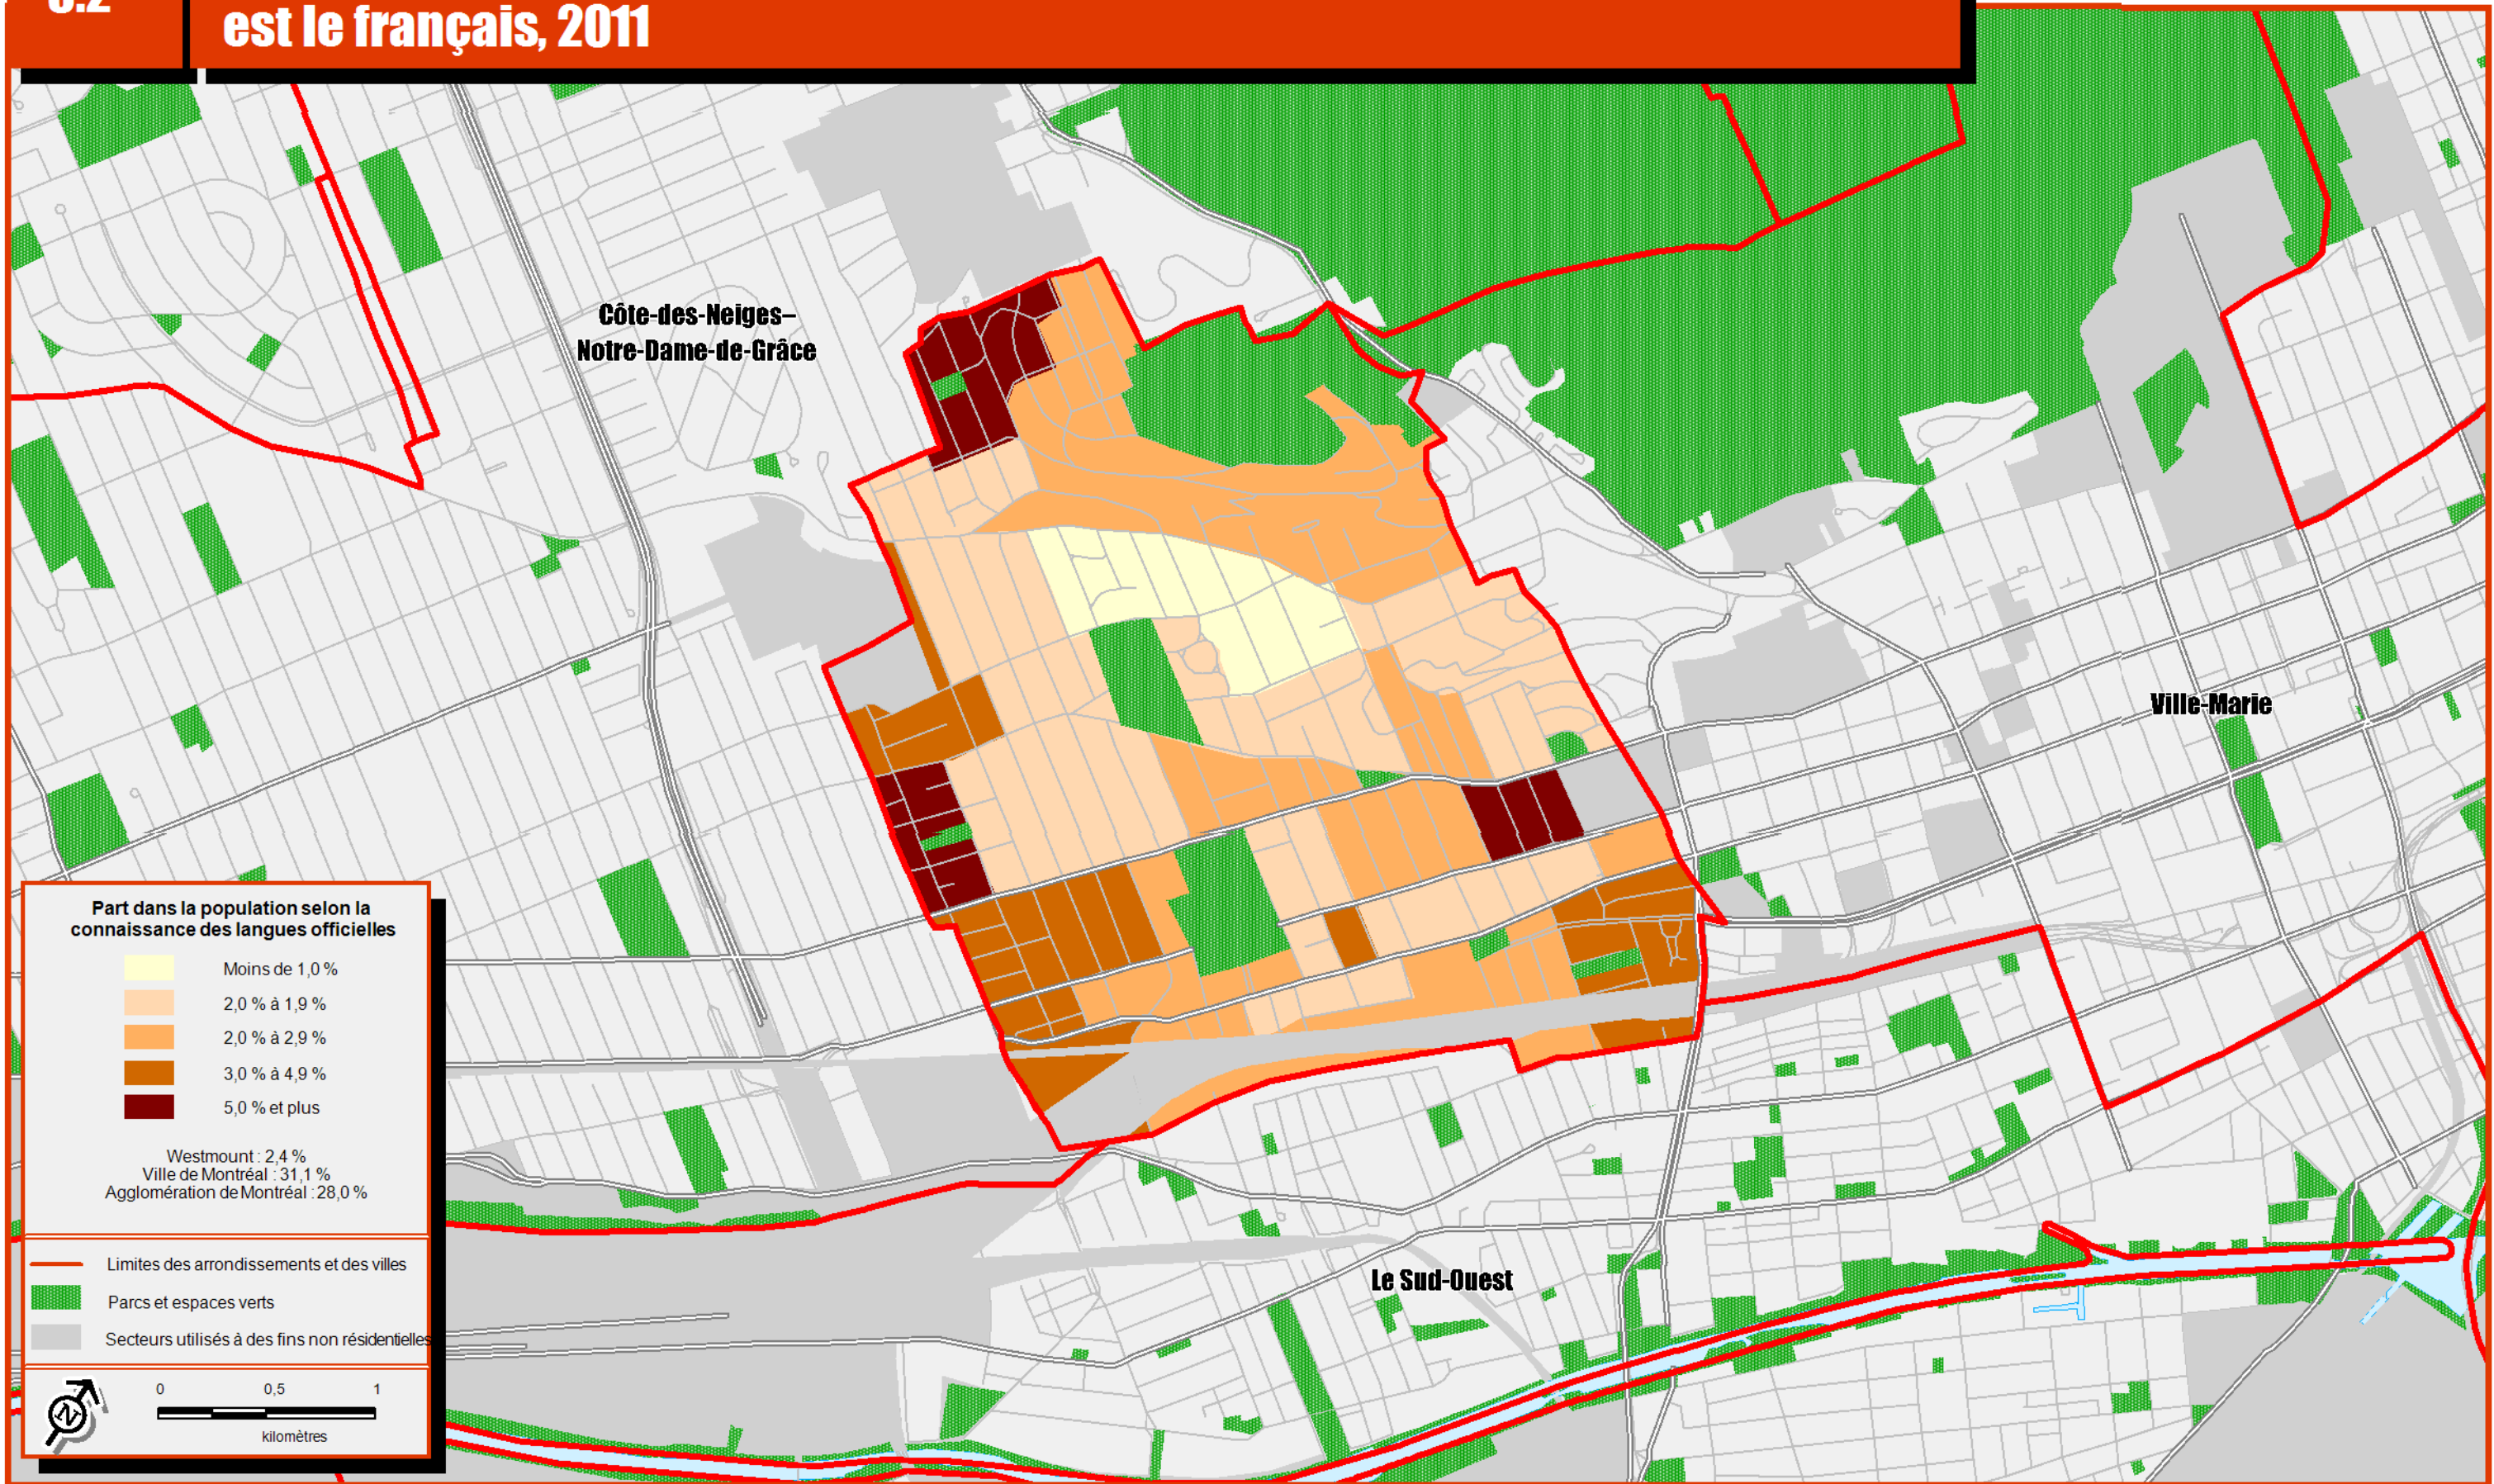 est le français, 2011
Côte-des-Neiges–
Notre-Dame-de-Grâce
Ville-Marie
Le Sud-Ouest
Part dans la population selon la
connaissance des langues officielles
Moins de 1,0 %
2,0 % à 1,9 %
2,0 % à 2,9 %
3,0 % à 4,9 %
5,0 % et plus
Westmount : 2,4 %
Ville de Montréal : 31,1 %
Agglomération de Montréal : 28,0 %
Limites des arrondissements et des villes
Parcs et espaces verts
Secteurs utilisés à des fins non résidentielles
N
0 0,5 1
kilomètres